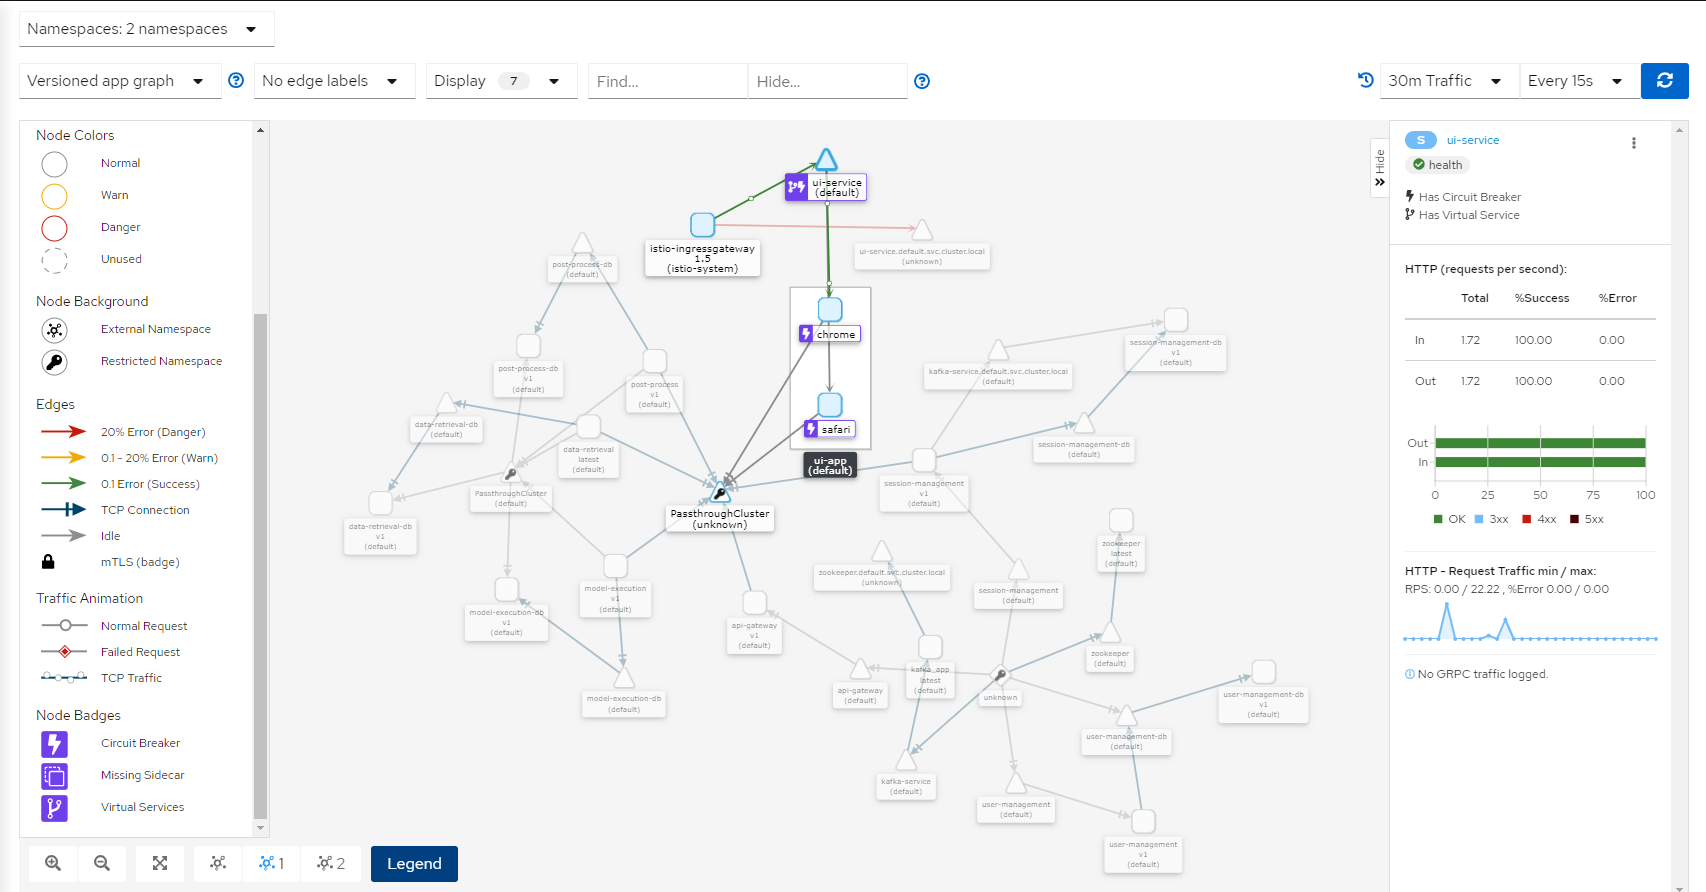 Namespaces: 2 namespaces
Versioned app graph
No edge labels
Display 7
Find...
Hide...
30m Traffic
Every 15s
Node Colors
Normal
Warn
Danger
Unused
Node Background
External Namespace
Restricted Namespace
Edges
20% Error (Danger)
0.1 - 20% Error (Warn)
0.1 Error (Success)
TCP Connection
Idle
mTLS (badge)
Traffic Animation
Normal Request
Failed Request
TCP Traffic
Node Badges
Circuit Breaker
Missing Sidecar
Virtual Services
1
2
Legend
ui-service
(default)
istio-ingressgateway
1.5
(istio-system)
ui-service.default.svc.cluster.local
(unknown)
post-process-db
(default)
chrome
safari
ui-app
(default)
post-process-db
v1
(default)
post-process
v1
(default)
session-management-db
v1
(default)
kafka-service.default.svc.cluster.local
(default)
data-retrieval-db
(default)
data-retrieval
latest
(default)
session-management-db
(default)
PassthroughCluster
(default)
PassthroughCluster
(unknown)
session-management
v1
(default)
data-retrieval-db
v1
(default)
zookeeper
latest
(default)
zookeeper.default.svc.cluster.local
(unknown)
model-execution
v1
(default)
session-management
(default)
model-execution-db
v1
(default)
api-gateway
v1
(default)
zookeeper
(default)
kafka_app
latest
(default)
api-gateway
(default)
unknown
model-execution-db
(default)
user-management-db
v1
(default)
user-management-db
(default)
kafka-service
(default)
user-management
(default)
user-management
v1
(default)
Hide
S ui-service
health
Has Circuit Breaker
Has Virtual Service
HTTP (requests per second):
Total %Success %Error
In 1.72 100.00 0.00
Out 1.72 100.00 0.00
Out
In
0 25 50 75 100
OK 3xx 4xx 5xx
HTTP - Request Traffic min / max:
RPS: 0.00 / 22.22 , %Error 0.00 / 0.00
No GRPC traffic logged.